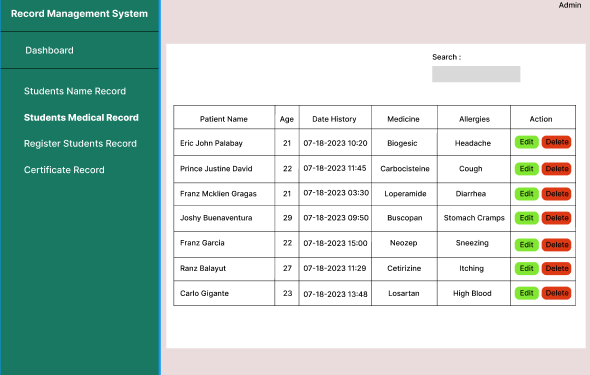 Record Management System
Admin
Dashboard
Students Name Record
Students Medical Record
Register Students Record
Certificate Record
Search :
Patient Name Age Date History Medicine Allergies Action
Eric John Palabay 21 07-18-2023 10:20 Biogesic Headache Edit Delete
Prince Justine David 22 07-18-2023 11:45 Carbocisteine Cough Edit Delete
Franz Mcklien Gragas 21 07-18-2023 03:30 Loperamide Diarrhea Edit Delete
Joshy Buenaventura 29 07-18-2023 09:50 Buscopan Stomach Cramps Edit Delete
Franz Garcia 22 07-18-2023 15:00 Neozep Sneezing Edit Delete
Ranz Balayut 27 07-18-2023 11:29 Cetirizine Itching Edit Delete
Carlo Gigante 23 07-18-2023 13:48 Losartan High Blood Edit Delete